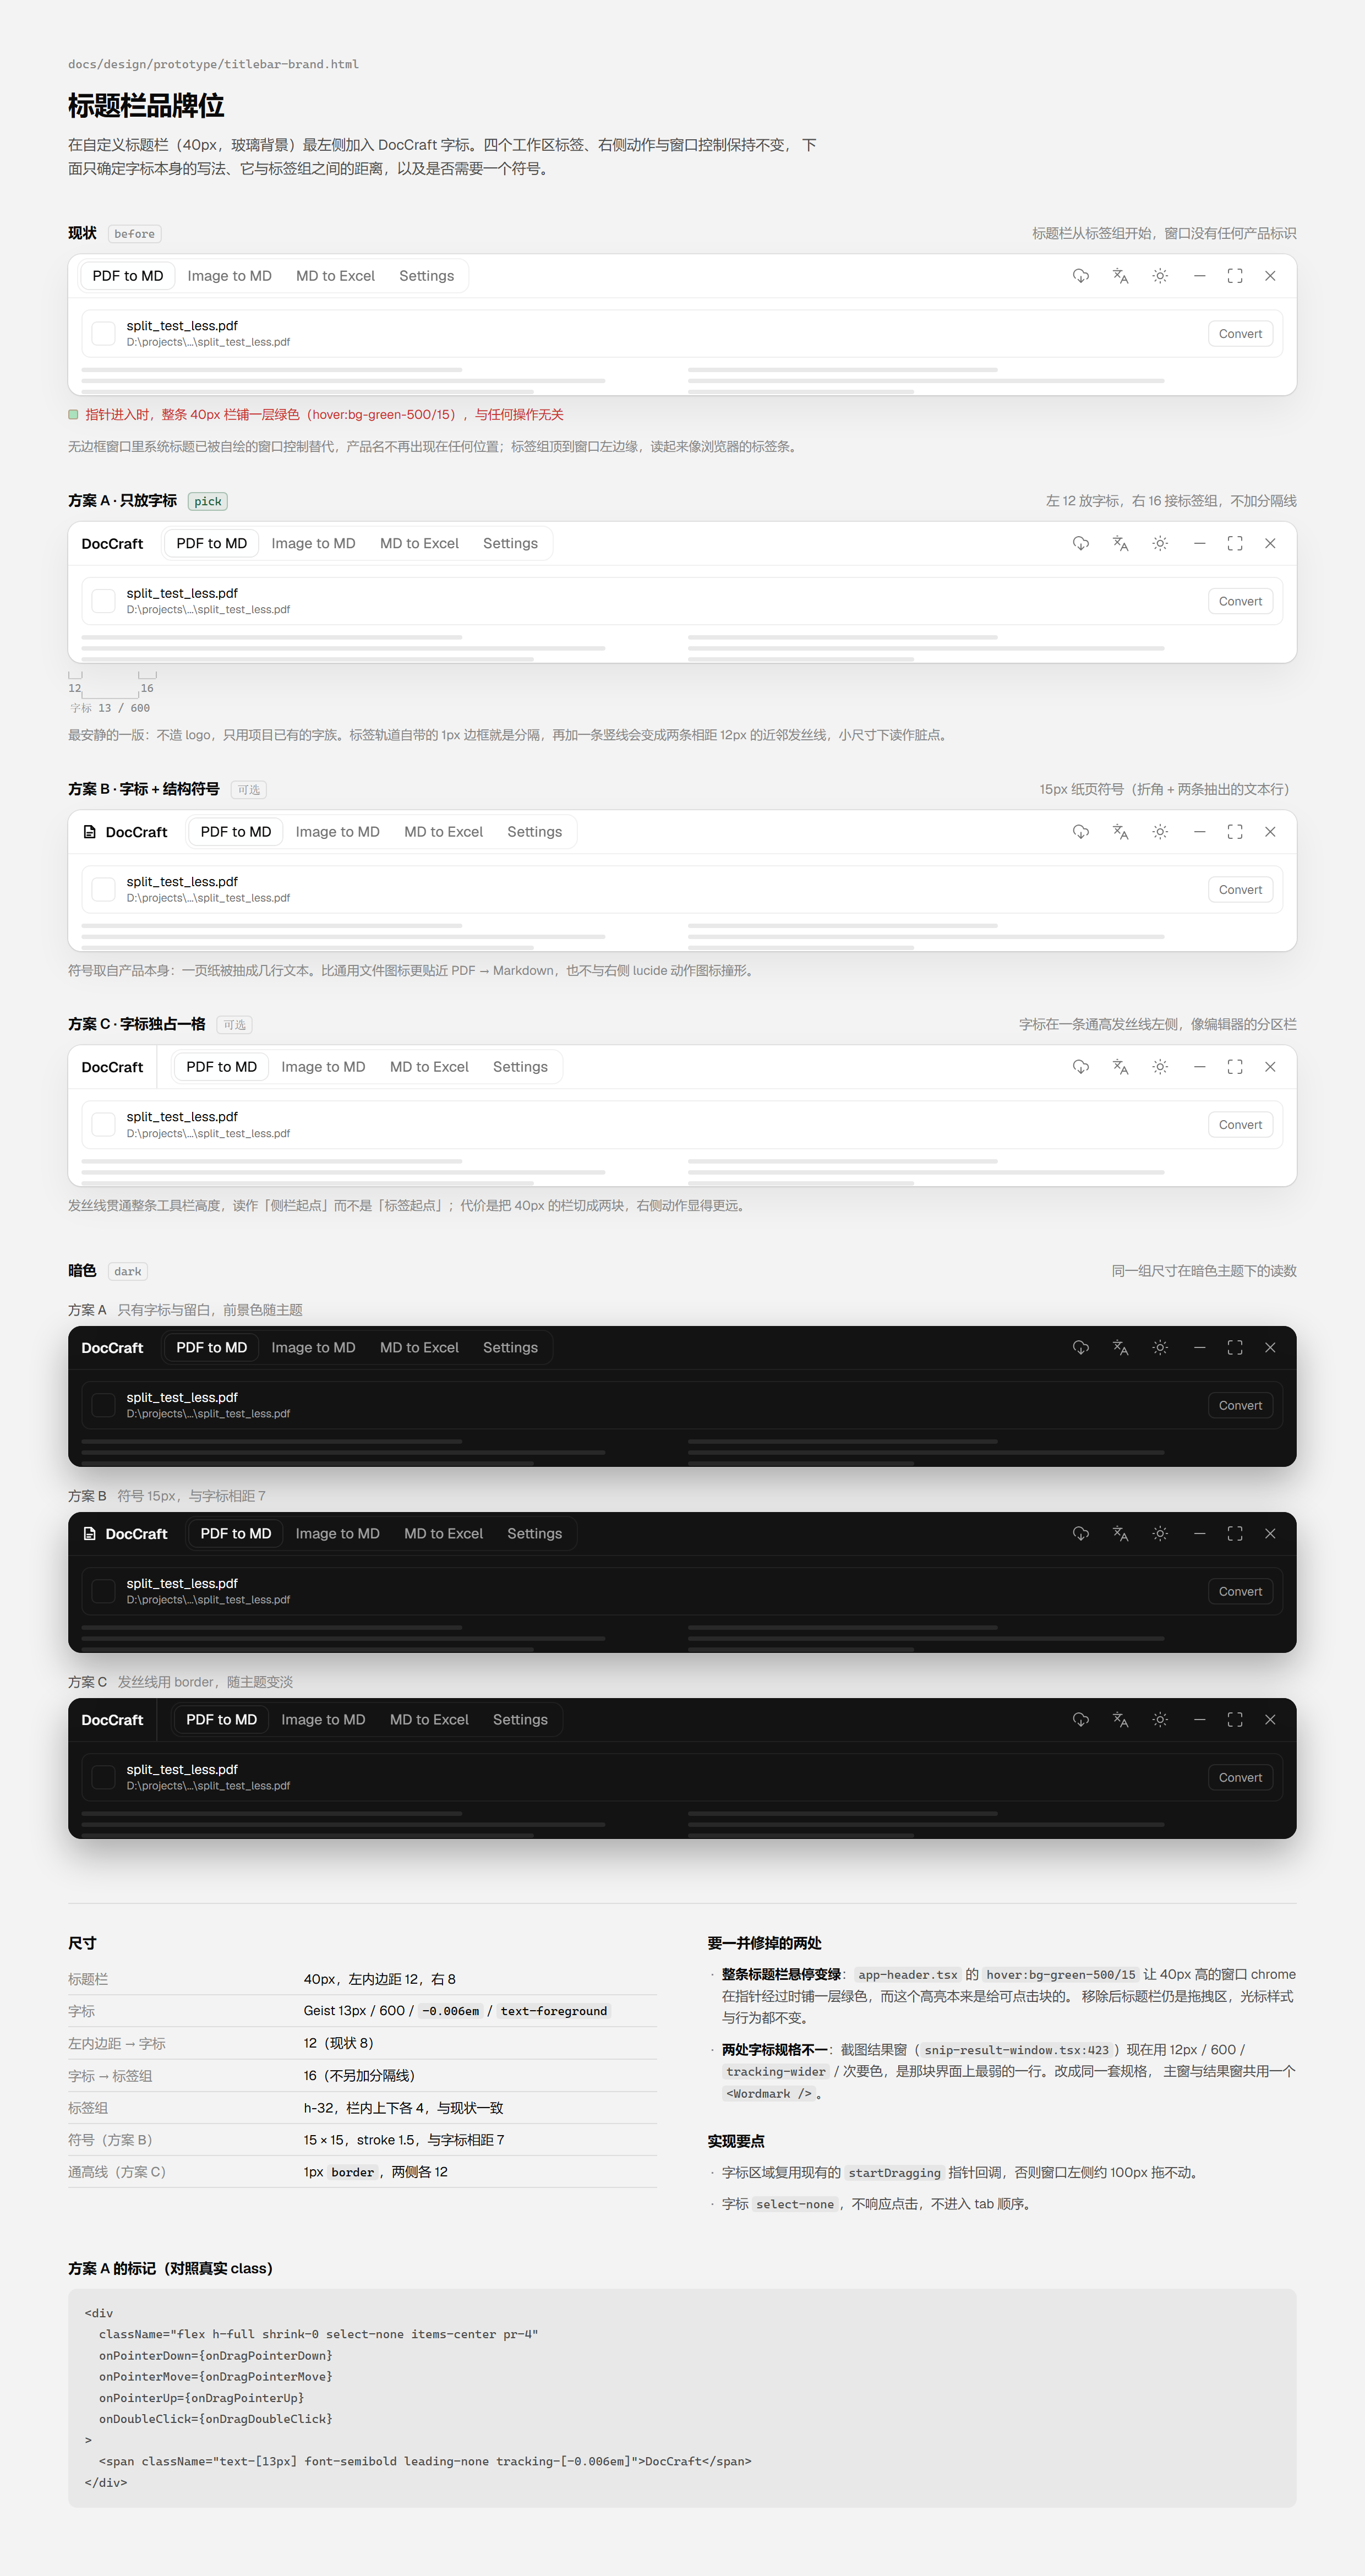 docs/design/prototype/titlebar-brand.html
标题栏品牌位
在自定义标题栏（40px，玻璃背景）最左侧加入 DocCraft 字标。四个工作区标签、右侧动作与窗口控制保持不变， 下
面只确定字标本身的写法、它与标签组之间的距离，以及是否需要一个符号。
现状 before 标题栏从标签组开始，窗口没有任何产品标识
PDF to MD Image to MD MD to Excel Settings
split_test_less.pdf
D:\projects\...\split_test_less.pdf
Convert
指针进入时，整条 40px 栏铺一层绿色（hover:bg-green-500/15），与任何操作无关
无边框窗口里系统标题已被自绘的窗口控制替代，产品名不再出现在任何位置；标签组顶到窗口左边缘，读起来像浏览器的标签条。
方案 A · 只放字标 pick 左 12 放字标，右 16 接标签组，不加分隔线
DocCraft PDF to MD Image to MD MD to Excel Settings
split_test_less.pdf
D:\projects\...\split_test_less.pdf
Convert
12 16
字标 13 / 600
最安静的一版：不造 logo，只用项目已有的字族。标签轨道自带的 1px 边框就是分隔，再加一条竖线会变成两条相距 12px 的近邻发丝线，小尺寸下读作脏点。
方案 B · 字标 + 结构符号 可选 15px 纸页符号（折角 + 两条抽出的文本行）
DocCraft PDF to MD Image to MD MD to Excel Settings
split_test_less.pdf
D:\projects\...\split_test_less.pdf
Convert
符号取自产品本身：一页纸被抽成几行文本。比通用文件图标更贴近 PDF → Markdown，也不与右侧 lucide 动作图标撞形。
方案 C · 字标独占一格 可选 字标在一条通高发丝线左侧，像编辑器的分区栏
DocCraft PDF to MD Image to MD MD to Excel Settings
split_test_less.pdf
D:\projects\...\split_test_less.pdf
Convert
发丝线贯通整条工具栏高度，读作「侧栏起点」而不是「标签起点」；代价是把 40px 的栏切成两块，右侧动作显得更远。
暗色 dark 同一组尺寸在暗色主题下的读数
方案 A 只有字标与留白，前景色随主题
DocCraft PDF to MD Image to MD MD to Excel Settings
split_test_less.pdf
D:\projects\...\split_test_less.pdf
Convert
方案 B 符号 15px，与字标相距 7
DocCraft PDF to MD Image to MD MD to Excel Settings
split_test_less.pdf
D:\projects\...\split_test_less.pdf
Convert
方案 C 发丝线用 border，随主题变淡
DocCraft PDF to MD Image to MD MD to Excel Settings
split_test_less.pdf
D:\projects\...\split_test_less.pdf
Convert
尺寸
标题栏 40px，左内边距 12，右 8
字标 Geist 13px / 600 / -0.006em / text-foreground
左内边距 → 字标 12（现状 8）
字标 → 标签组 16（不另加分隔线）
标签组 h-32，栏内上下各 4，与现状一致
符号（方案 B） 15 × 15，stroke 1.5，与字标相距 7
通高线（方案 C） 1px border，两侧各 12
要一并修掉的两处
· 整条标题栏悬停变绿：app-header.tsx 的 hover:bg-green-500/15 让 40px 高的窗口 chrome
在指针经过时铺一层绿色，而这个高亮本来是给可点击块的。 移除后标题栏仍是拖拽区，光标样式
与行为都不变。
· 两处字标规格不一：截图结果窗（snip-result-window.tsx:423）现在用 12px / 600 /
tracking-wider / 次要色，是那块界面上最弱的一行。改成同一套规格， 主窗与结果窗共用一个
<Wordmark />。
实现要点
· 字标区域复用现有的 startDragging 指针回调，否则窗口左侧约 100px 拖不动。
· 字标 select-none，不响应点击，不进入 tab 顺序。
方案 A 的标记（对照真实 class）
<div
className="flex h-full shrink-0 select-none items-center pr-4"
onPointerDown={onDragPointerDown}
onPointerMove={onDragPointerMove}
onPointerUp={onDragPointerUp}
onDoubleClick={onDragDoubleClick}
>
<span className="text-[13px] font-semibold leading-none tracking-[-0.006em]">DocCraft</span>
</div>